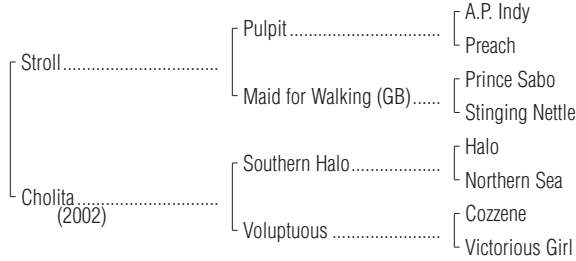 A.P. Indy
Pulpit........................................
Preach
Stroll..........................................
Prince Sabo
Maid for Walking (GB)......
Stinging Nettle
Halo
Southern Halo.......................
Northern Sea
Cholita......................................
(2002)
Cozzene
Voluptuous ............................
Victorious Girl